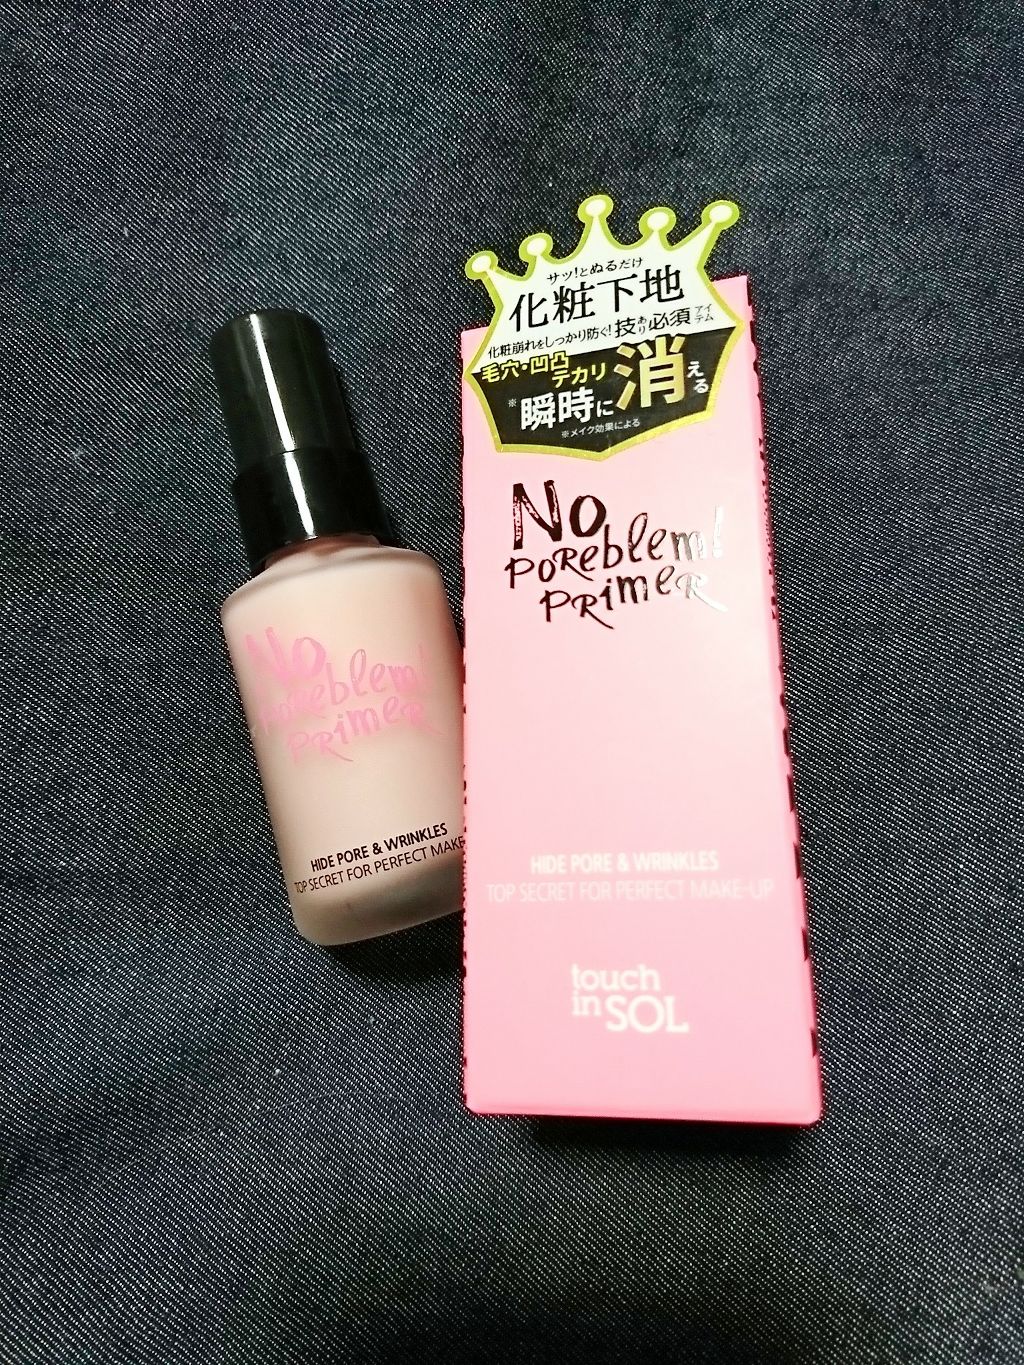 サッ!とぬるだけ
化粧下地
化粧崩れをしっかり防ぐ!技あり必須アイテム
毛穴・凹凸
テカリ
※瞬時に消える
※メイク効果による
No
Poreblem!
Primer
HIDE PORE & WRINKLES
TOP SECRET FOR PERFECT MAKE-UP
touch
in SOL
No
Poreblem!
Primer
HIDE PORE & WRINKLES
TOP SECRET FOR PERFECT MAKE